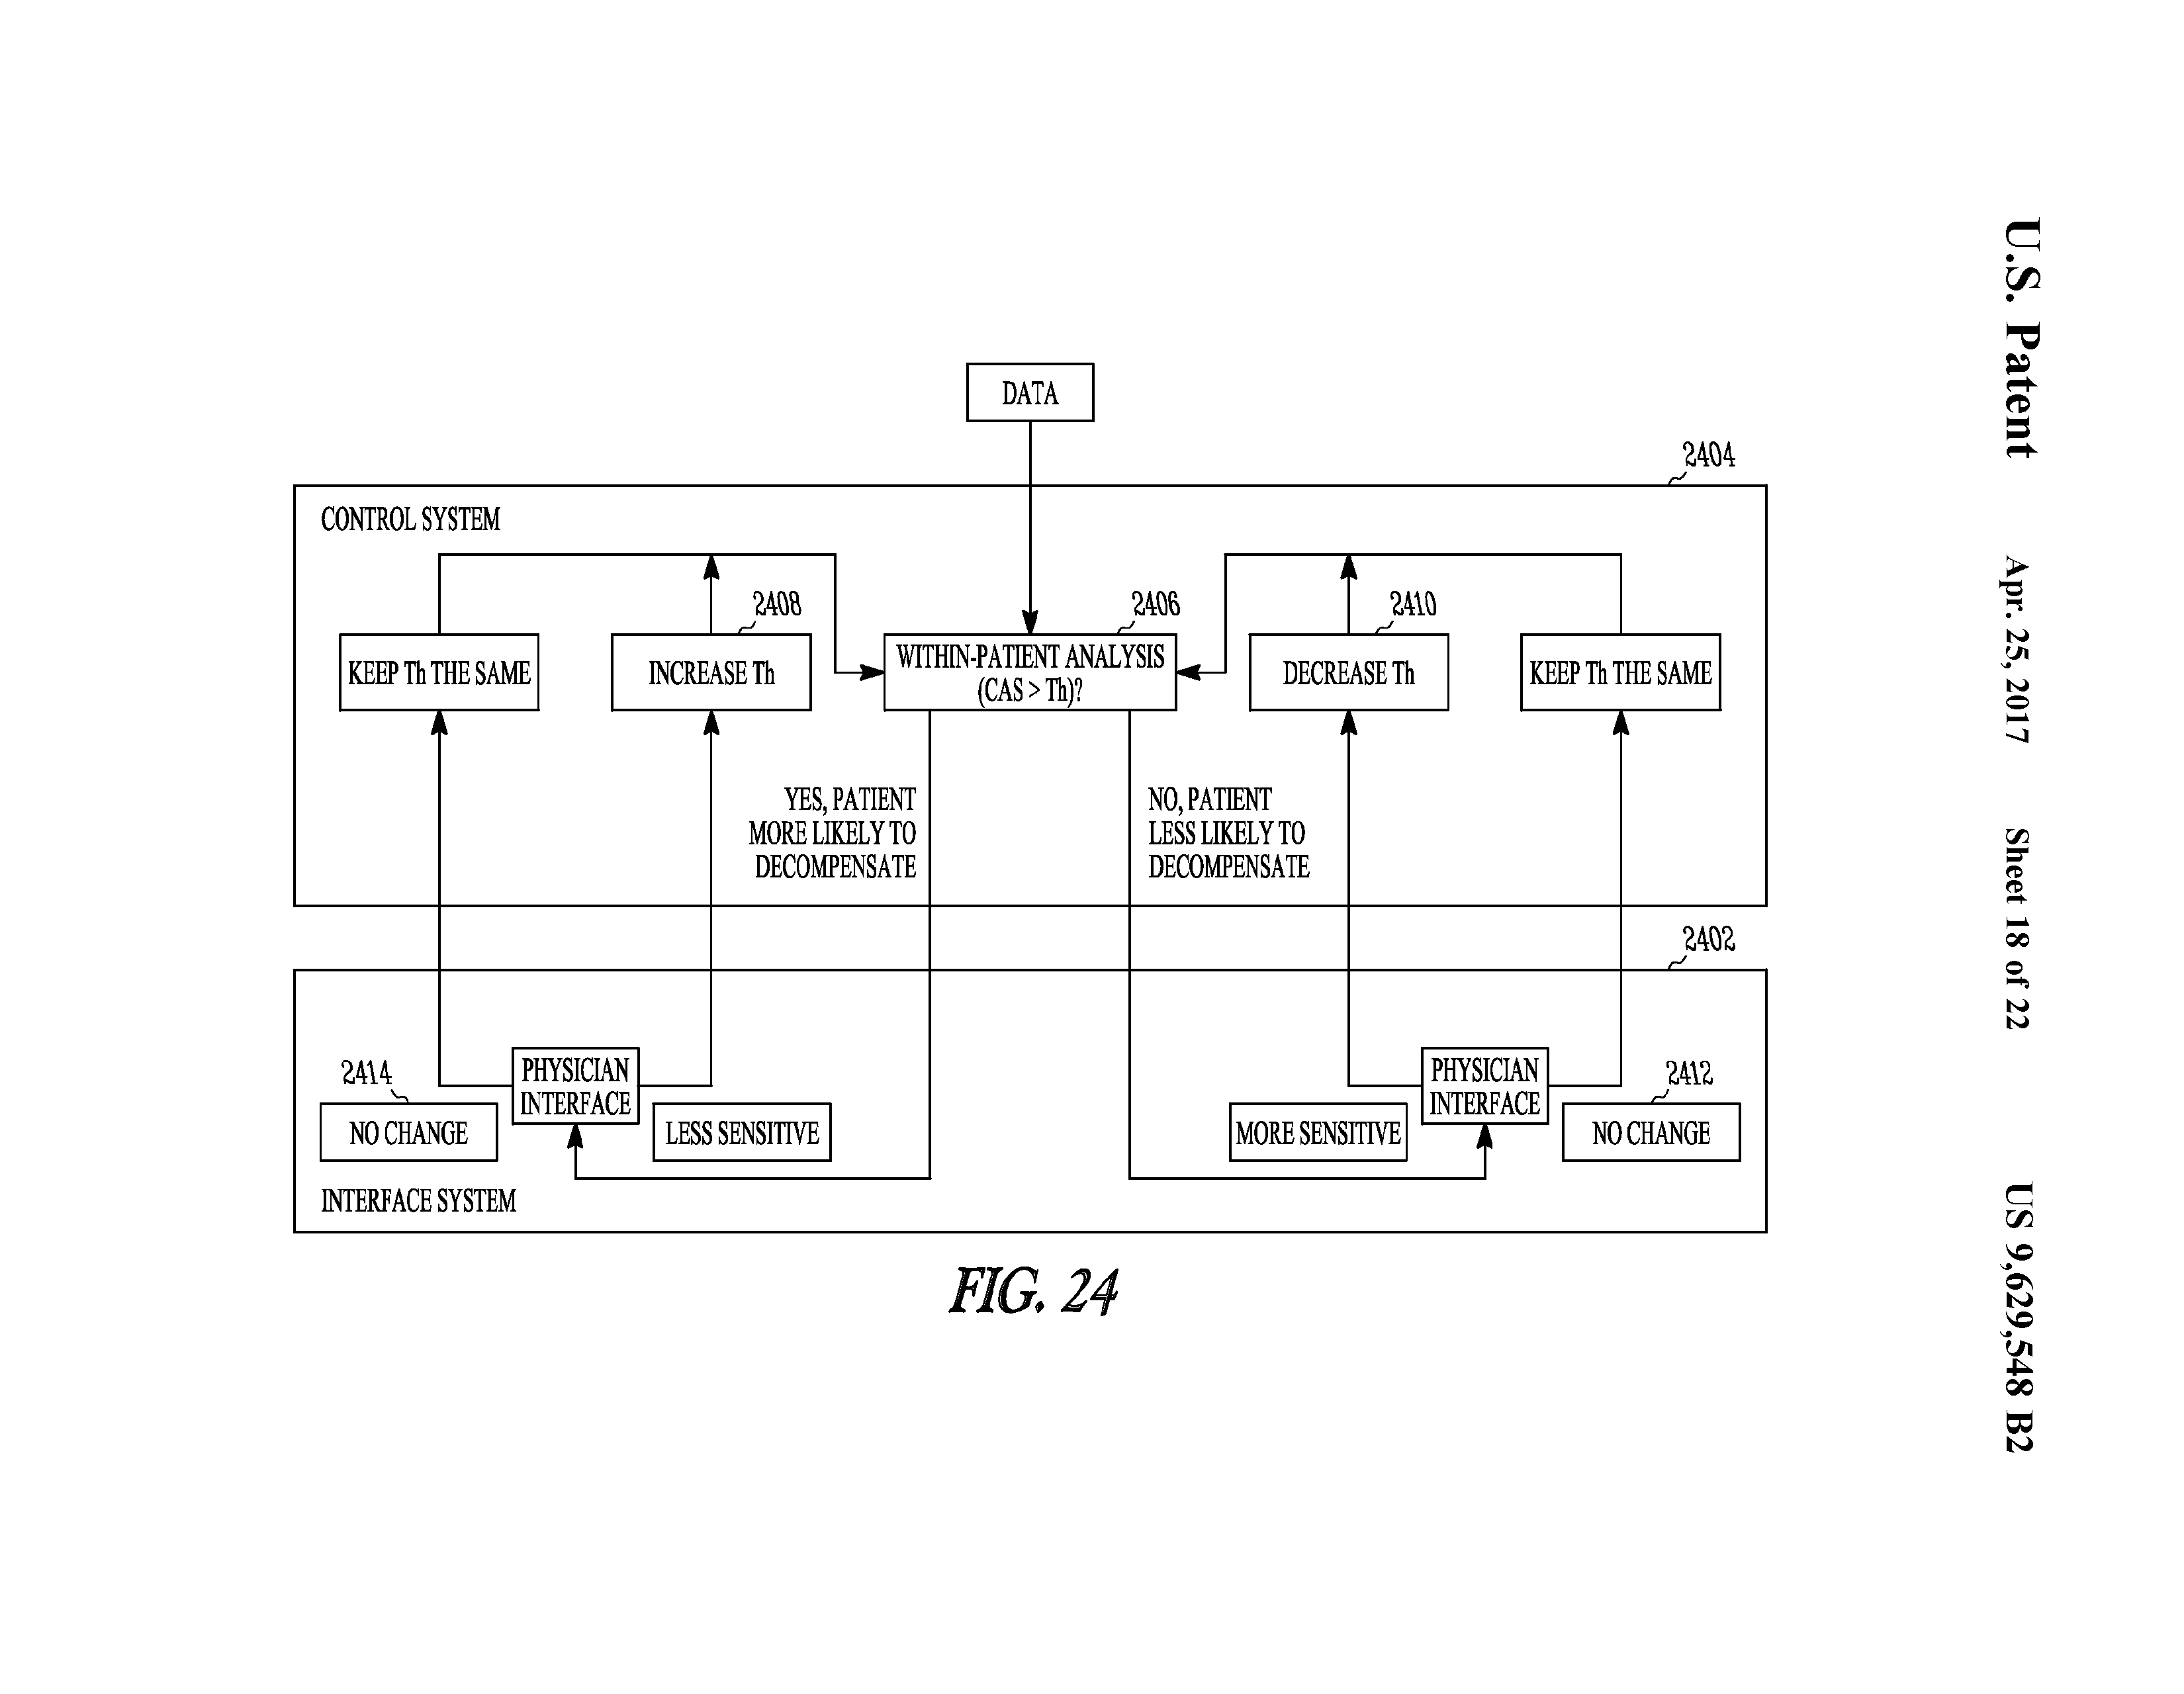 U.S. Patent
Apr. 25, 2017
Sheet 18 of 22
US 9,629,548 B2
DATA
2404
CONTROL SYSTEM
2408
2406
2410
KEEP Th THE SAME
INCREASE Th
WITHIN-PATIENT ANALYSIS
(CAS > Th)?
DECREASE Th
KEEP Th THE SAME
YES, PATIENT
MORE LIKELY TO
DECOMPENSATE
NO, PATIENT
LESS LIKELY TO
DECOMPENSATE
2402
2414
NO CHANGE
PHYSICIAN
INTERFACE
LESS SENSITIVE
MORE SENSITIVE
PHYSICIAN
INTERFACE
2412
NO CHANGE
INTERFACE SYSTEM
FIG. 24